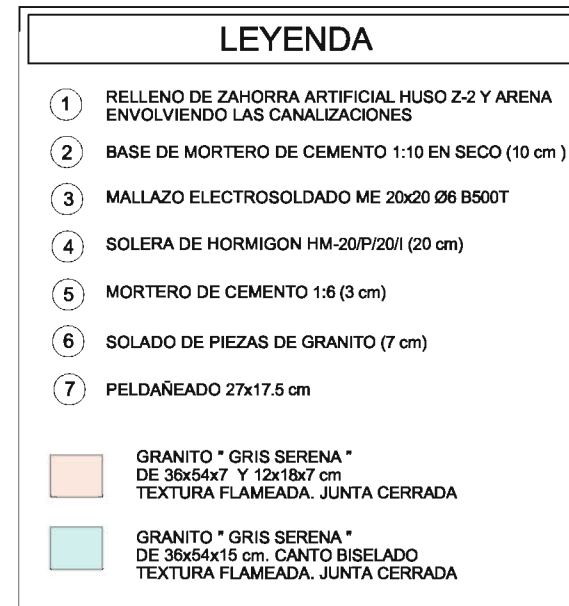 LEYENDA
1 RELLENO DE ZAHORRA ARTIFICIAL HUSO Z-2 Y ARENA
ENVOLVIENDO LAS CANALIZACIONES
2 BASE DE MORTERO DE CEMENTO 1:10 EN SECO (10 cm )
3 MALLAZO ELECTROSOLDADO ME 20x20 Ø6 B500T
4 SOLERA DE HORMIGON HM-20/P/20/I (20 cm)
5 MORTERO DE CEMENTO 1:6 (3 cm)
6 SOLADO DE PIEZAS DE GRANITO (7 cm)
7 PELDAÑEADO 27x17.5 cm
GRANITO " GRIS SERENA "
DE 36x54x7 Y 12x18x7 cm
TEXTURA FLAMEADA. JUNTA CERRADA
GRANITO " GRIS SERENA "
DE 36x54x15 cm. CANTO BISELADO
TEXTURA FLAMEADA. JUNTA CERRADA